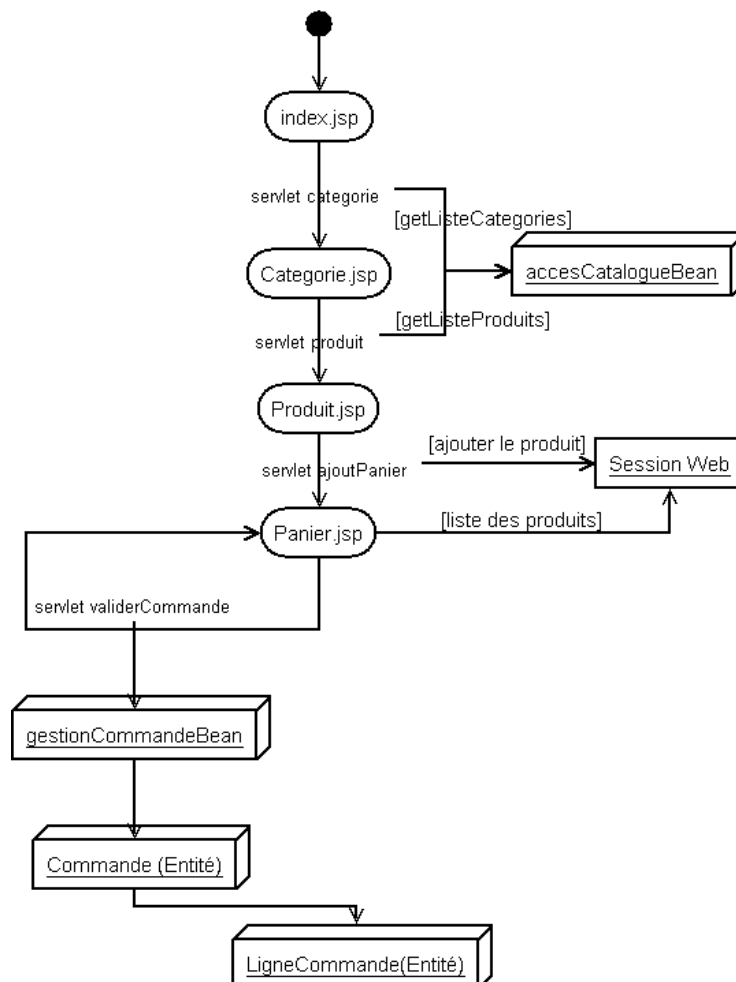 index.jsp
servlet categorie
[getListeCategories]
Categorie.jsp
accesCatalogueBean
[getListeProduits]
servlet produit
Produit.jsp
[ajouter le produit]
servlet ajoutPanier
Session Web
[liste des produits]
Panier.jsp
servlet validerCommande
gestionCommandeBean
Commande (Entité)
LigneCommande(Entité)